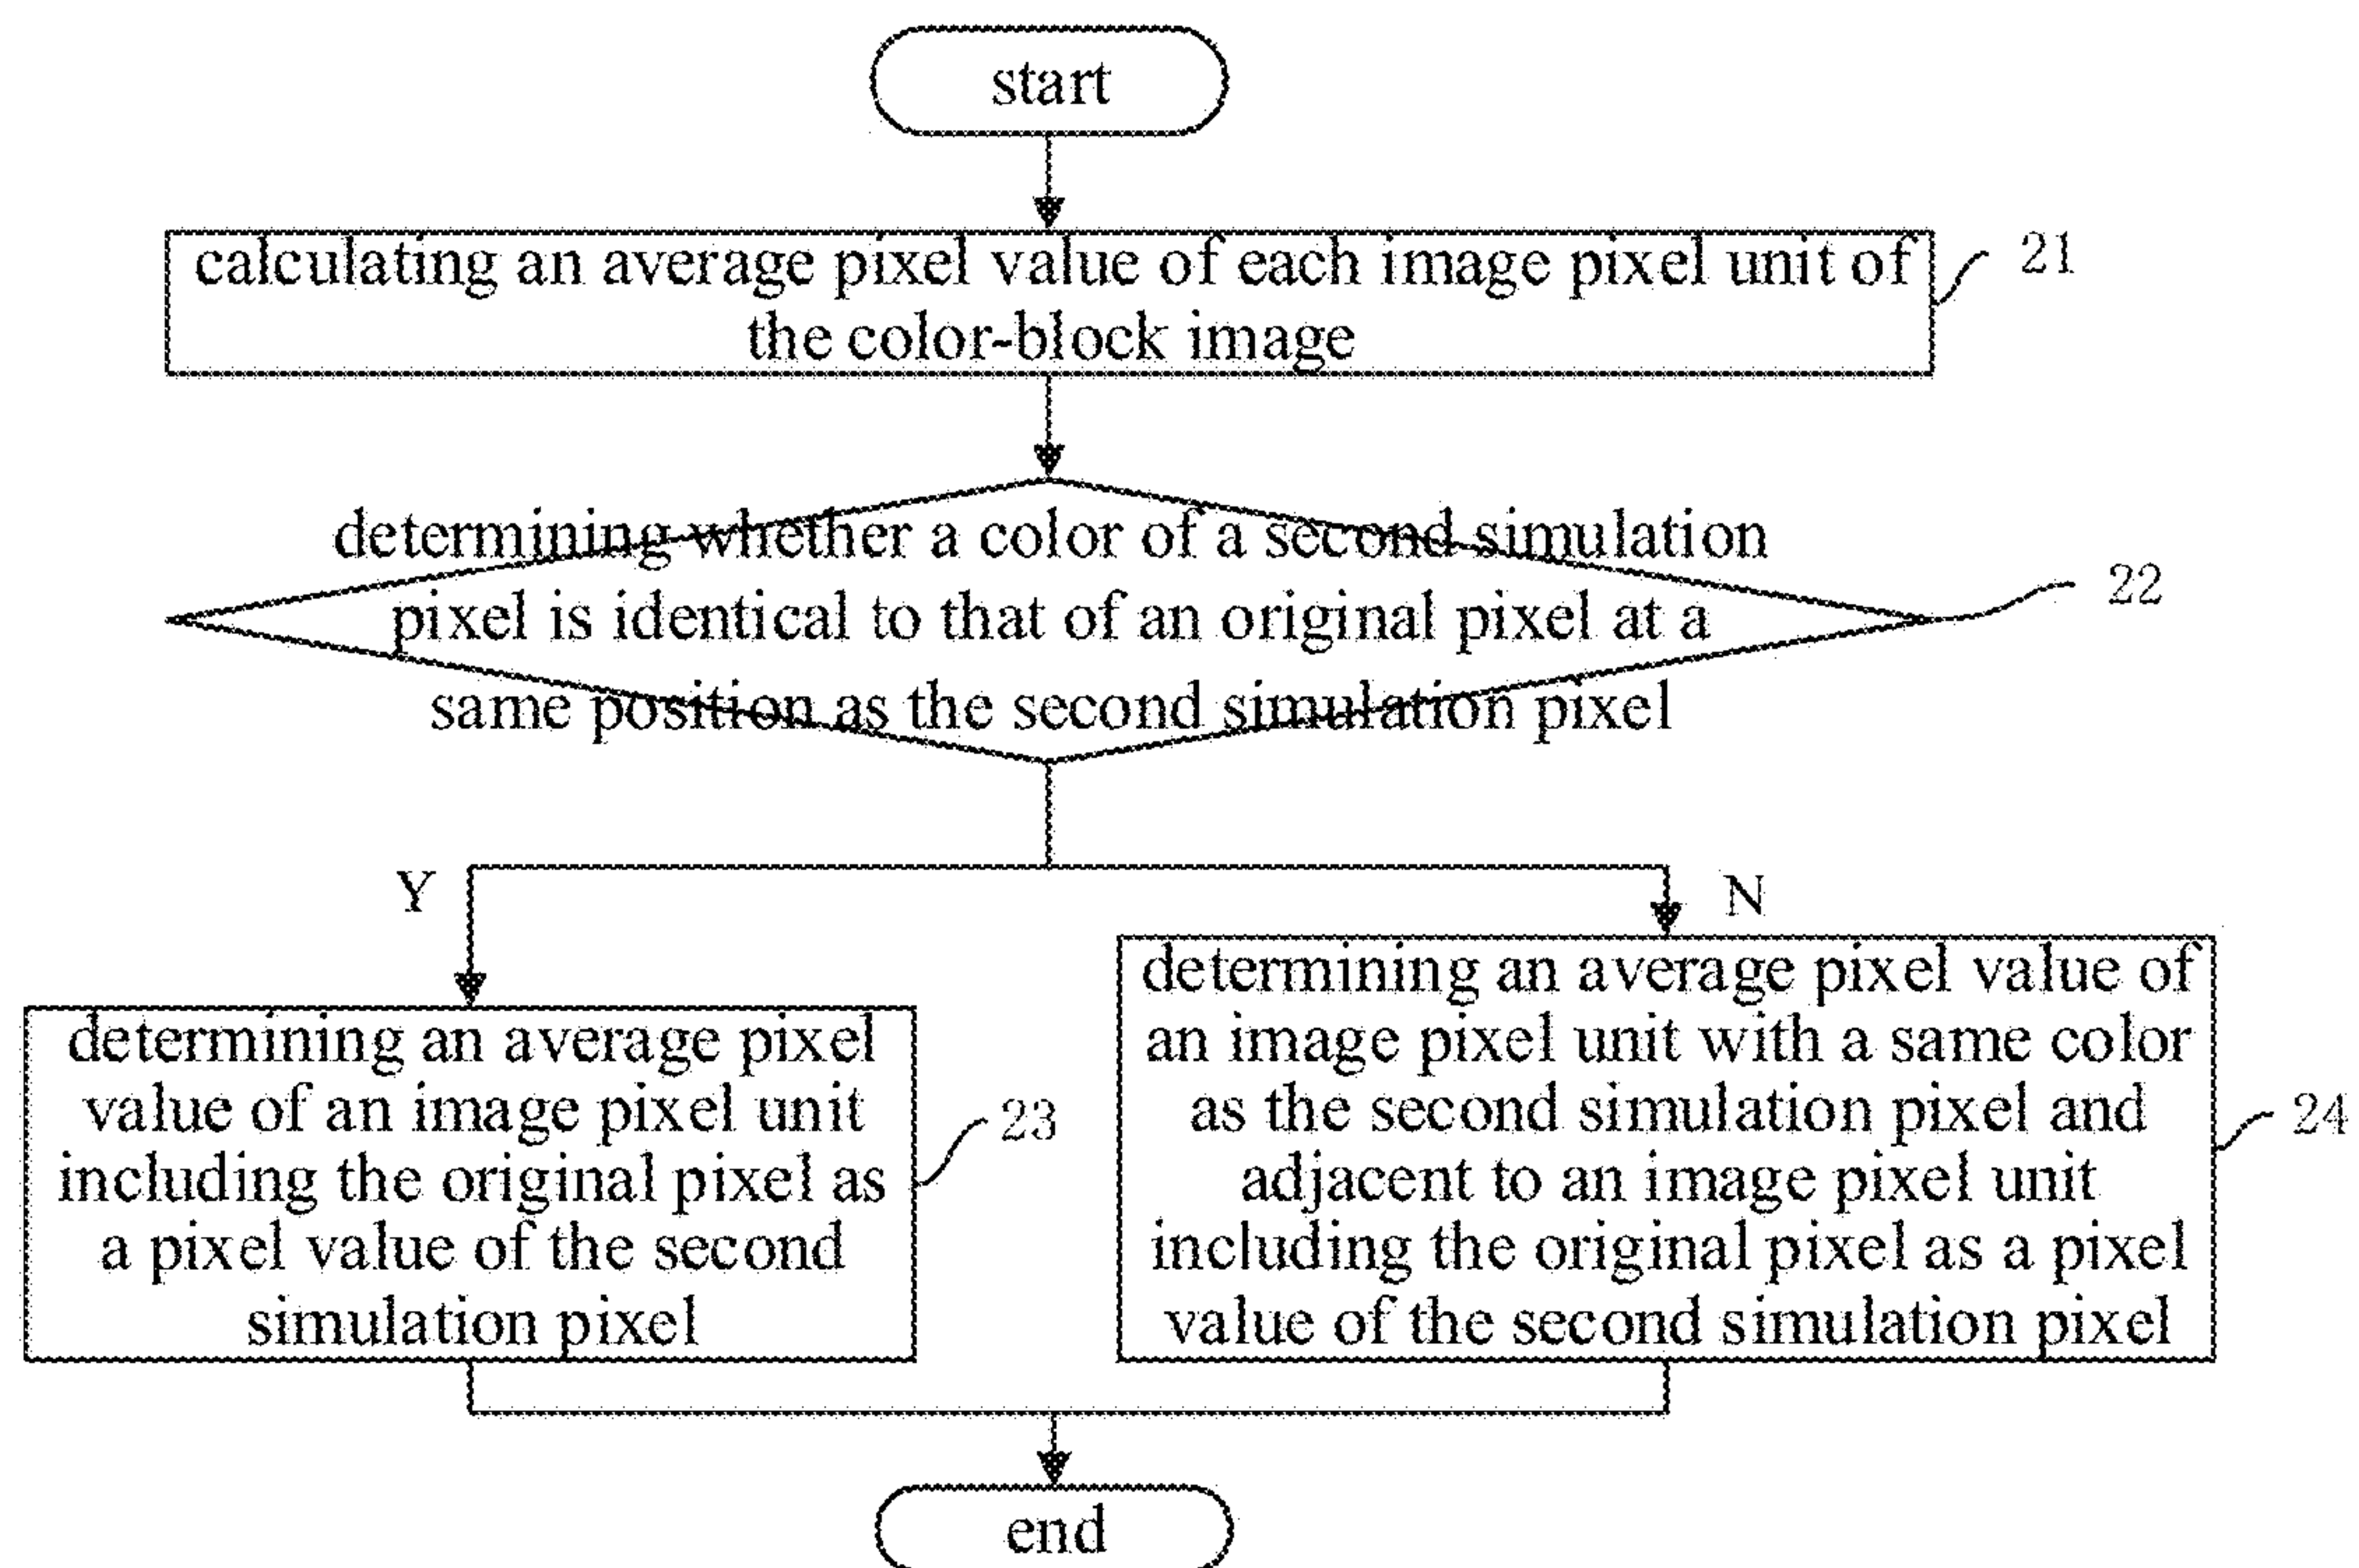 start
calculating an average pixel value of each image pixel unit of
the color-block image
21
determining whether a color of a second simulation
pixel is identical to that of an original pixel at a
same position as the second simulation pixel
22
Y
N
determining an average pixel
value of an image pixel unit
including the original pixel as
a pixel value of the second
simulation pixel
23
determining an average pixel value of
an image pixel unit with a same color
as the second simulation pixel and
adjacent to an image pixel unit
including the original pixel as a pixel
value of the second simulation pixel
24
end